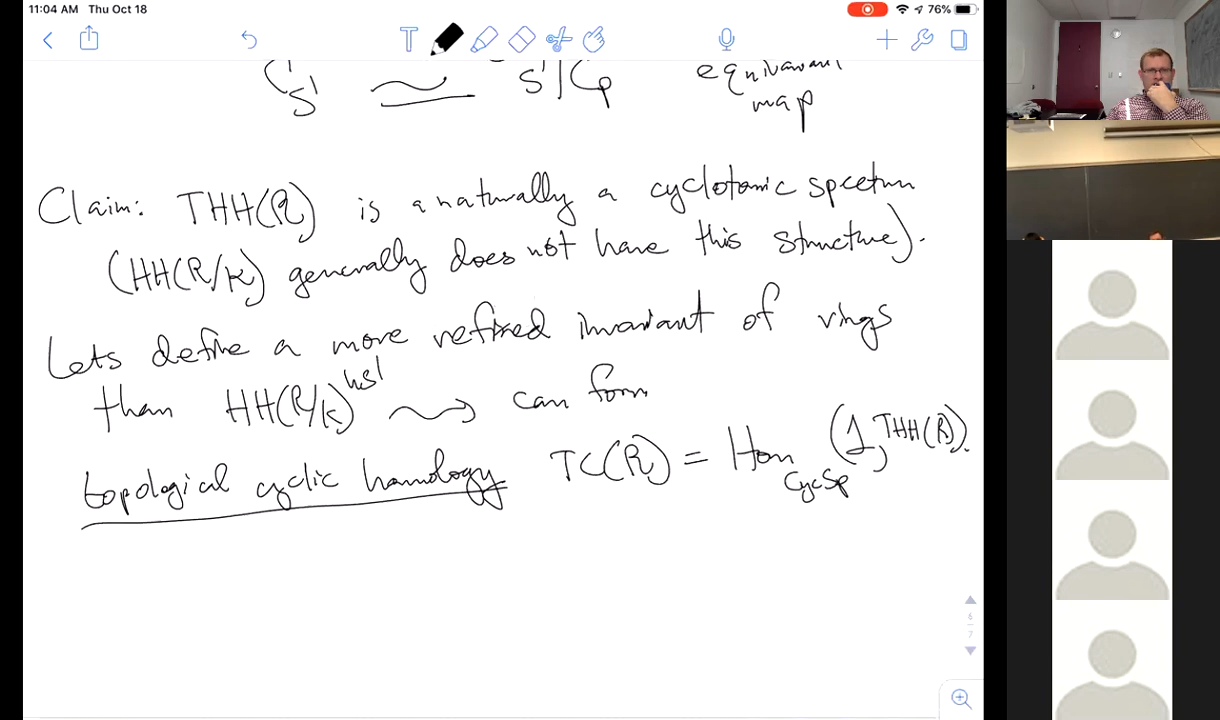 11:04 AM Thu Oct 18
76%
S¹ ≃ S¹/Cp equivariant
map
Claim: THH(R) is a naturally a cyclotomic spectrum
(HH(R/k) generally does not have this structure).
Lets define a more refined invariant of rings
than HH(R/k)^hS¹ ⇝ can form
topological cyclic homology TC(R) = Hom_CycSp (1, THH(R)).
6
7